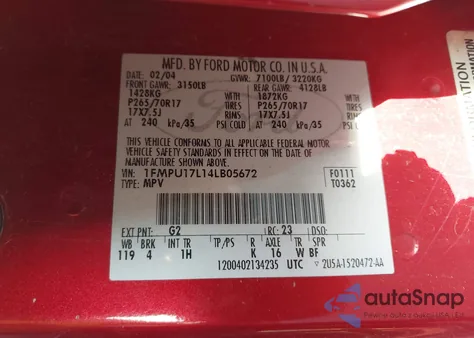 MFD. BY FORD MOTOR CO. IN U.S.A.
DATE: 02/04 GVWR: 7100LB/ 3220KG
FRONT GAWR: 3150LB REAR GAWR: 4128LB
1428KG WITH 1872KG WITH
P265/70R17 TIRES P265/70R17 TIRES
17X7.5J RIMS 17X7.5J RIMS
AT 240 kPa/35 PSI COLD AT 240 kPa/35 PSI COLD
THIS VEHICLE CONFORMS TO ALL APPLICABLE FEDERAL MOTOR
VEHICLE SAFETY STANDARDS IN EFFECT ON THE DATE OF
MANUFACTURE SHOWN ABOVE.
VIN: 1FMPU17L14LB05672 F0111
TYPE: MPV T0362
EXT PNT: G2 RC: 23 DSO:
WB BRK INT TR TP/PS R AXLE TR SPR
119 4 1H K 16 W BF
1200402134235 UTC 2U5A-1520472-AA
autoSnap